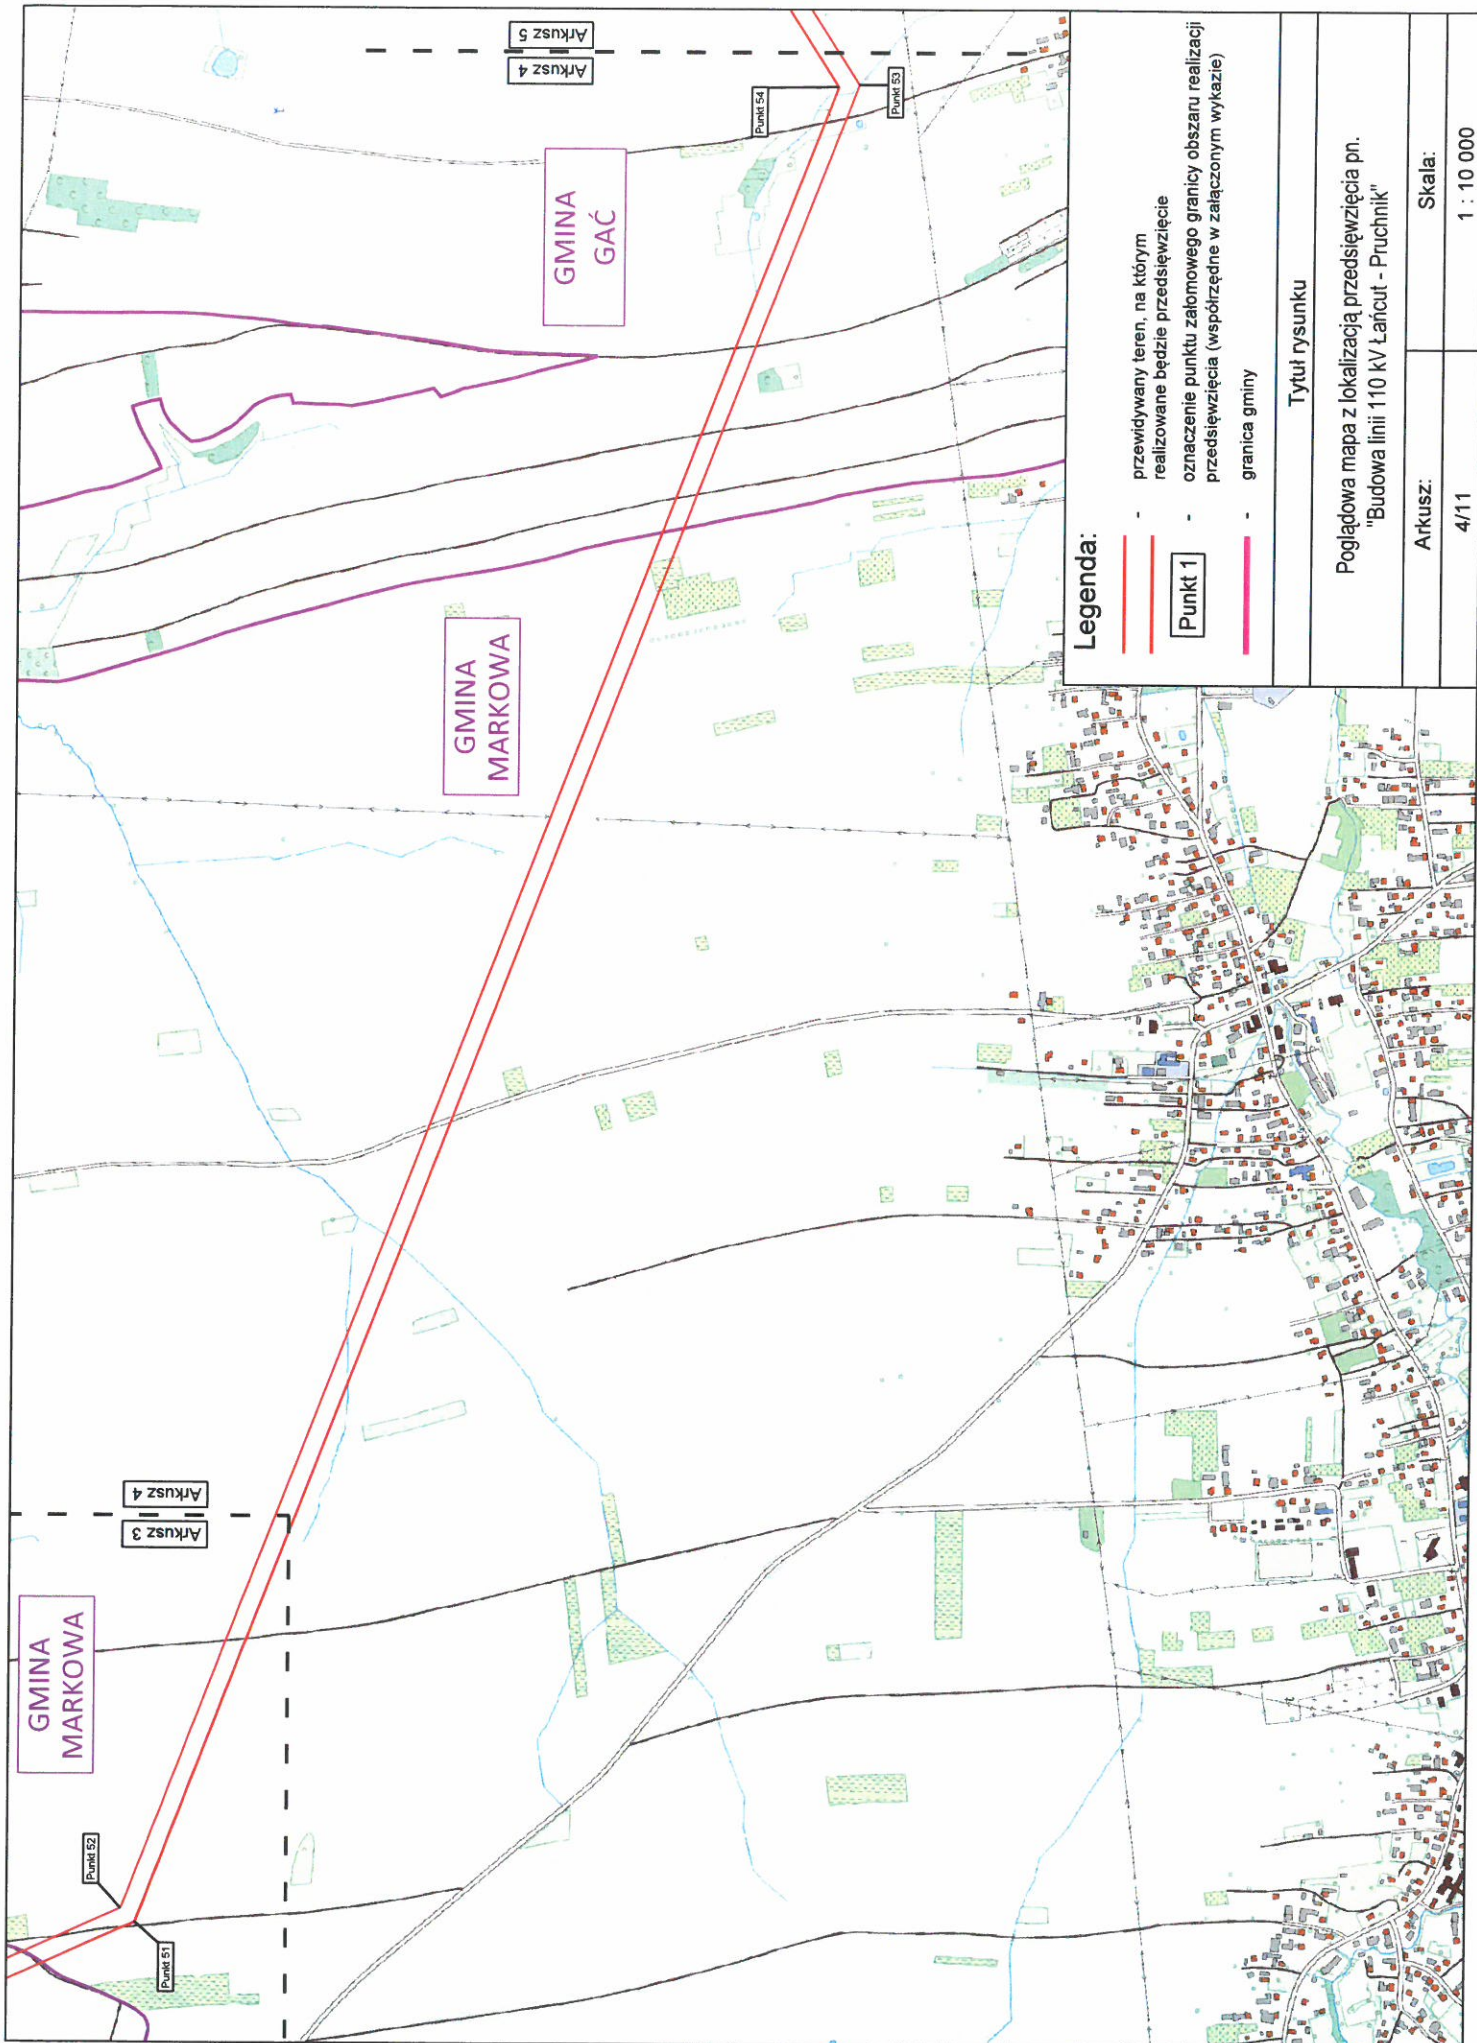 GMINA
MARKOWA
Punkt 52
Punkt 51
Arkusz 3
Arkusz 4
GMINA
MARKOWA
GMINA
GAĆ
Arkusz 4
Arkusz 5
Punkt 54
Punkt 53
Legenda:
- przewidywany teren, na którym
realizowane będzie przedsięwzięcie
Punkt 1 - oznaczenie punktu załomowego granicy obszaru realizacji
przedsięwzięcia (współrzędne w załączonym wykazie)
- granica gminy
Tytuł rysunku
Poglądowa mapa z lokalizacją przedsięwzięcia pn.
"Budowa linii 110 kV Łańcut - Pruchnik"
Arkusz:
Skala:
4/11
1 : 10 000